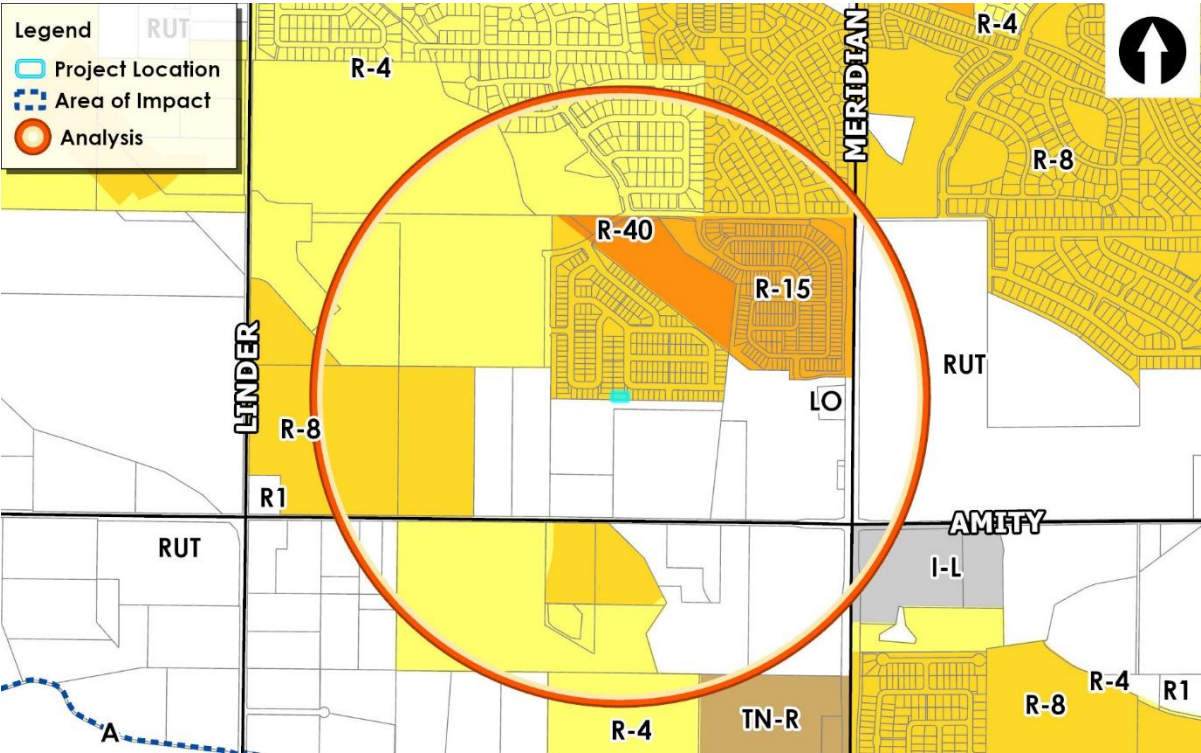 Legend
Project Location
Area of Impact
Analysis
RUT
R-4
R-4
MERIDIAN
R-8
R-40
R-15
LINDER
RUT
LO
R-8
R1
AMITY
RUT
I-L
R-4
R1
R-8
TN-R
R-4
A